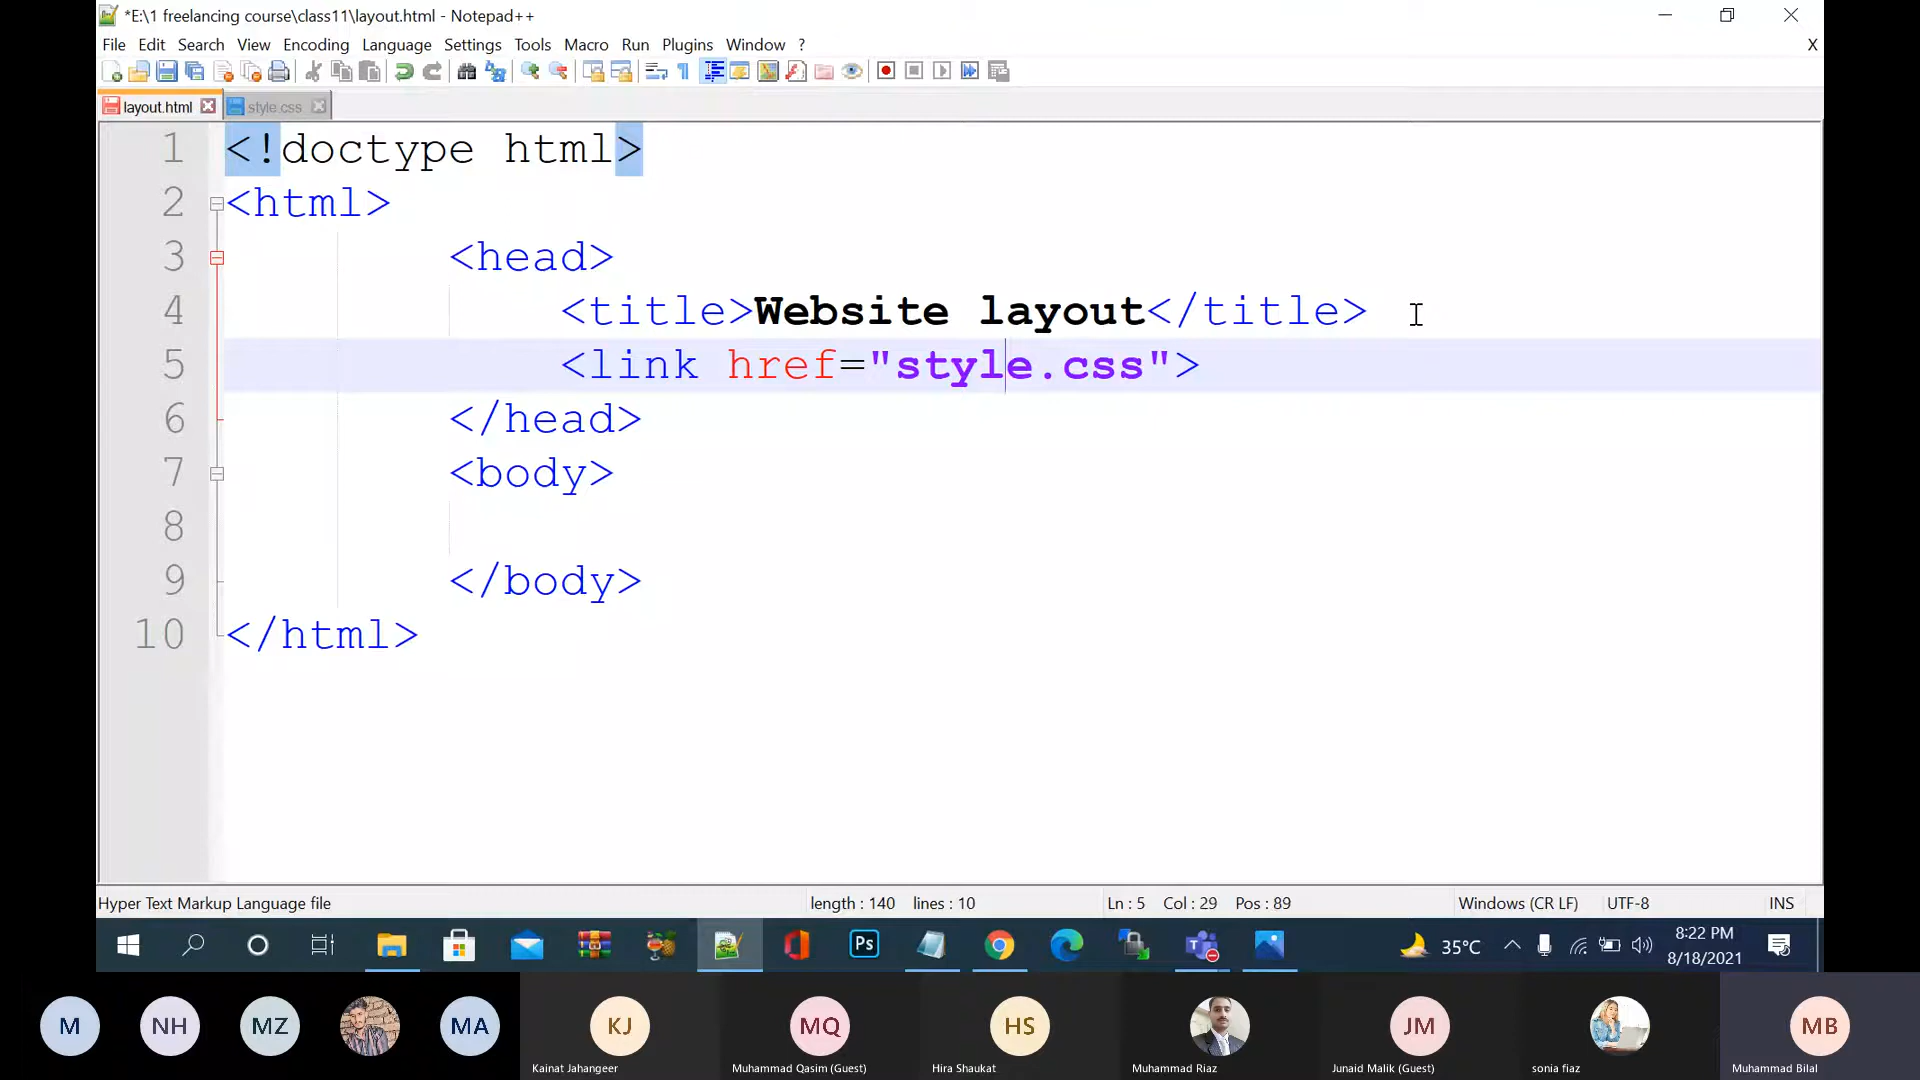 *E:\1 freelancing course\class11\layout.html - Notepad++
File Edit Search View Encoding Language Settings Tools Macro Run Plugins Window ? X
layout.html style.css
1 <!doctype html>
2 <html>
3 <head>
4 <title>Website layout</title>
5 <link href="style.css">
6 </head>
7 <body>
8
9 </body>
10 </html>
Hyper Text Markup Language file length : 140 lines : 10 Ln : 5 Col : 29 Pos : 89 Windows (CR LF) UTF-8 INS
Ps 35°C 8:22 PM
8/18/2021
M NH MZ MA KJ MQ HS JM MB
Kainat Jahangeer Muhammad Qasim (Guest) Hira Shaukat Muhammad Riaz Junaid Malik (Guest) sonia fiaz Muhammad Bilal